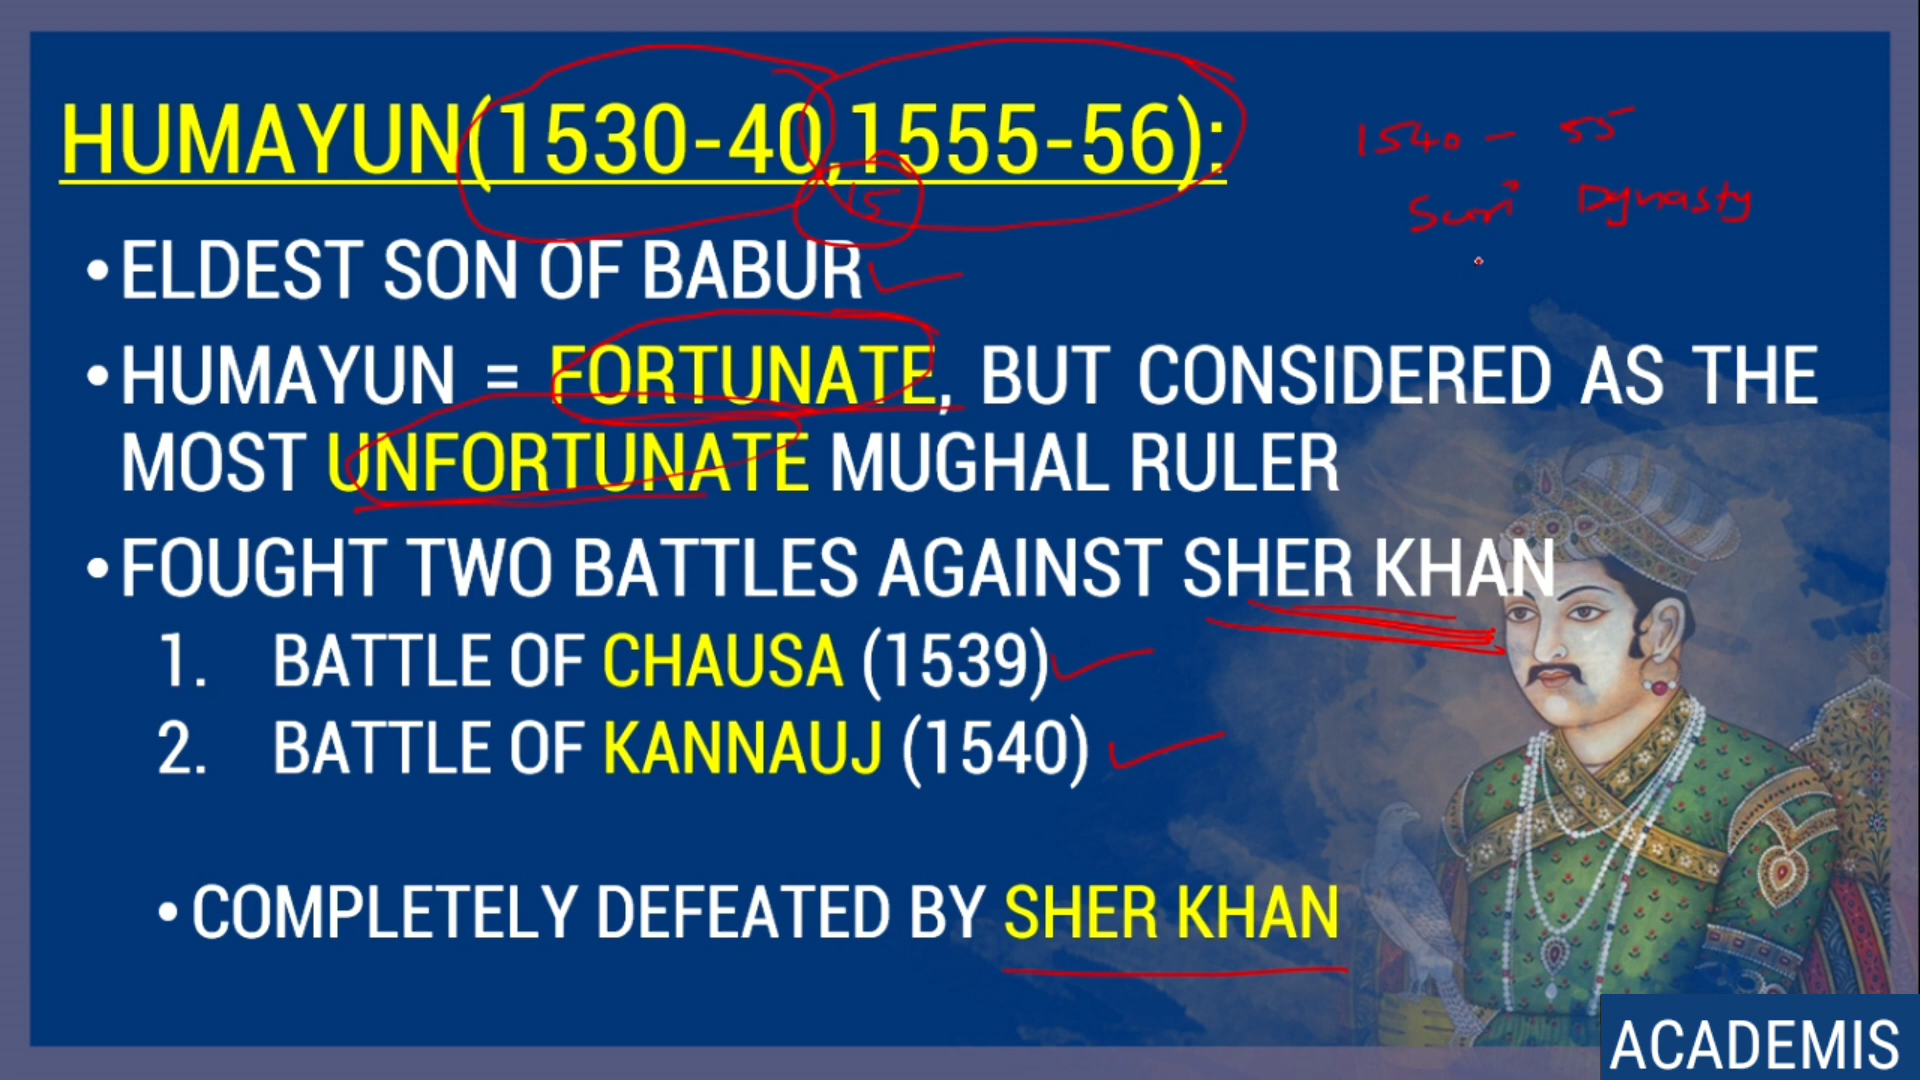 HUMAYUN(1530-40,1555-56):
1540 - 55
15
Suri Dynasty
•ELDEST SON OF BABUR
•HUMAYUN = FORTUNATE, BUT CONSIDERED AS THE
MOST UNFORTUNATE MUGHAL RULER
•FOUGHT TWO BATTLES AGAINST SHER KHAN
1. BATTLE OF CHAUSA (1539)
2. BATTLE OF KANNAUJ (1540)
•COMPLETELY DEFEATED BY SHER KHAN
ACADEMIS